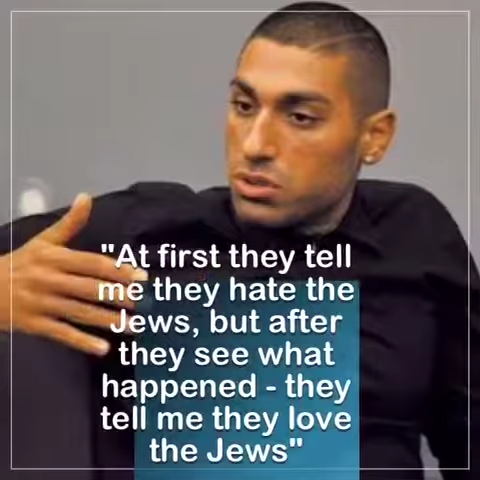 "At first they tell
me they hate the
Jews, but after
they see what
happened - they
tell me they love
the Jews"